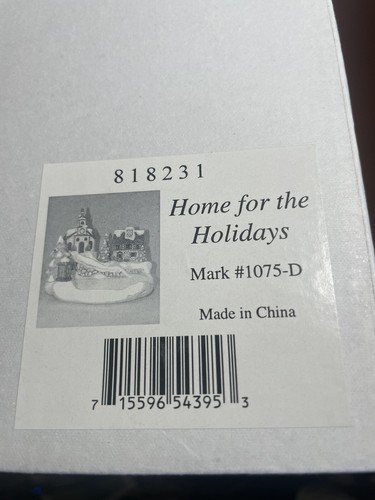 818231
Home for the
Holidays
Mark #1075-D
Made in China
7 15596 54395 3